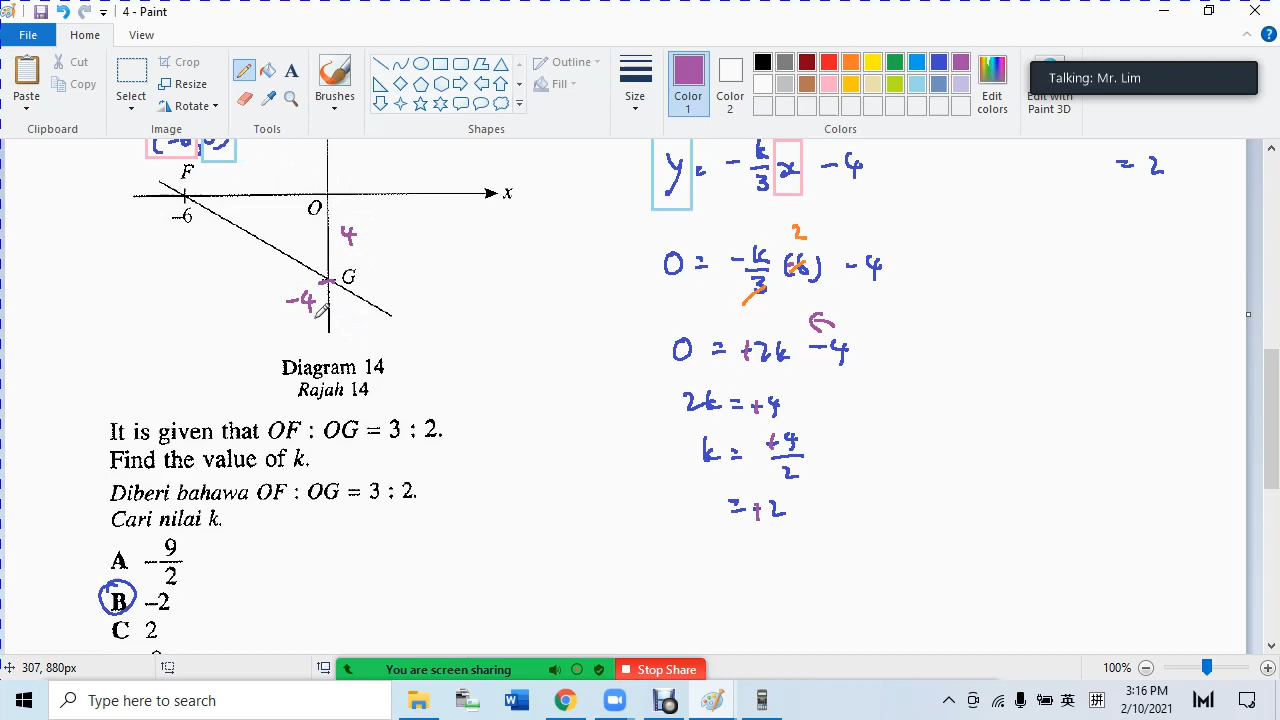 4 - Paint
File
Home
View
Paste
Cut
Copy
Clipboard
Select
Crop
Resize
Rotate
Image
Tools
Brushes
Outline
Fill
Shapes
Size
Color 1
Color 2
Edit colors
Edit with Paint 3D
Colors
Talking: Mr. Lim
F
-6
O
x
4
G
-4
Diagram 14
Rajah 14
It is given that OF : OG = 3 : 2.
Find the value of k.
Diberi bahawa OF : OG = 3 : 2.
Cari nilai k.
A -9/2
B -2
C 2
y = -k/3 x - 4
= 2
2
0 = -k/3 (-6) - 4
0 = +2k - 4
2k = +4
k = +4/2
= +2
307, 880px
You are screen sharing
Stop Share
100%
Type here to search
英
拼
3:16 PM
2/10/2021